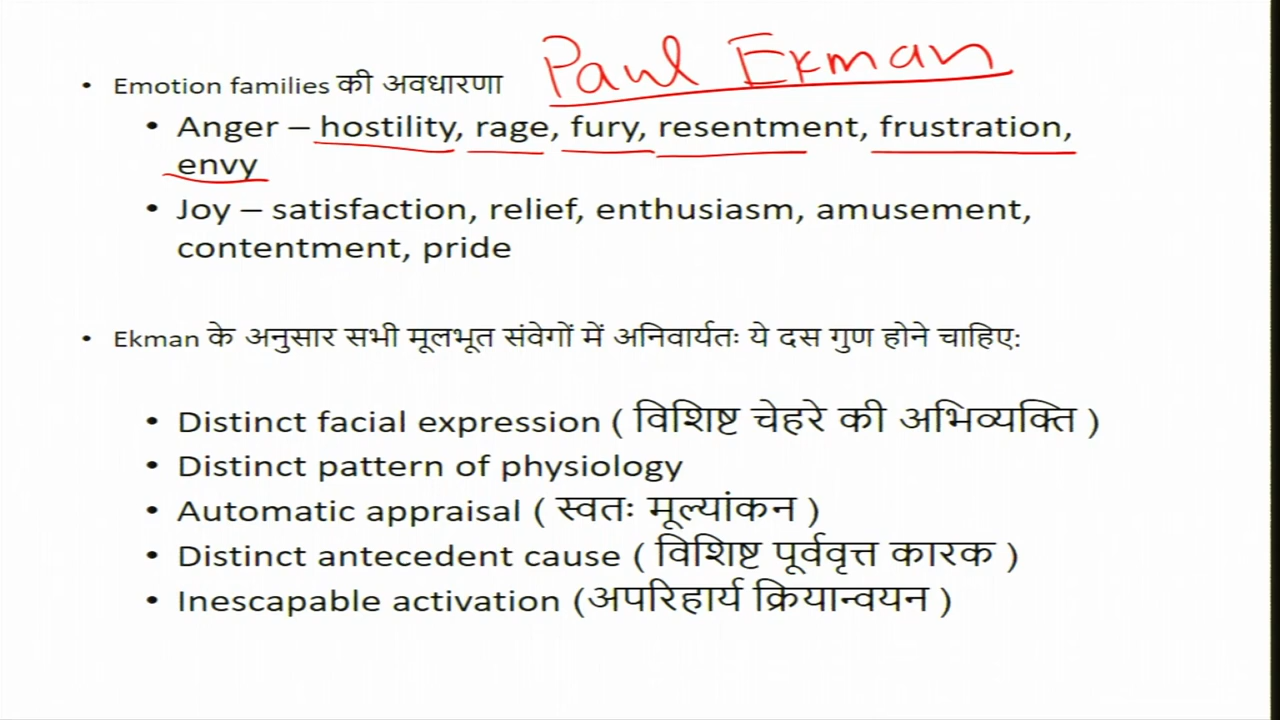 • Emotion families की अवधारणा Paul Ekman
• Anger – hostility, rage, fury, resentment, frustration,
envy
• Joy – satisfaction, relief, enthusiasm, amusement,
contentment, pride
• Ekman के अनुसार सभी मूलभूत संवेगों में अनिवार्यतः ये दस गुण होने चाहिए:
• Distinct facial expression ( विशिष्ट चेहरे की अभिव्यक्ति )
• Distinct pattern of physiology
• Automatic appraisal ( स्वतः मूल्यांकन )
• Distinct antecedent cause ( विशिष्ट पूर्ववृत्त कारक )
• Inescapable activation (अपरिहार्य क्रियान्वयन )